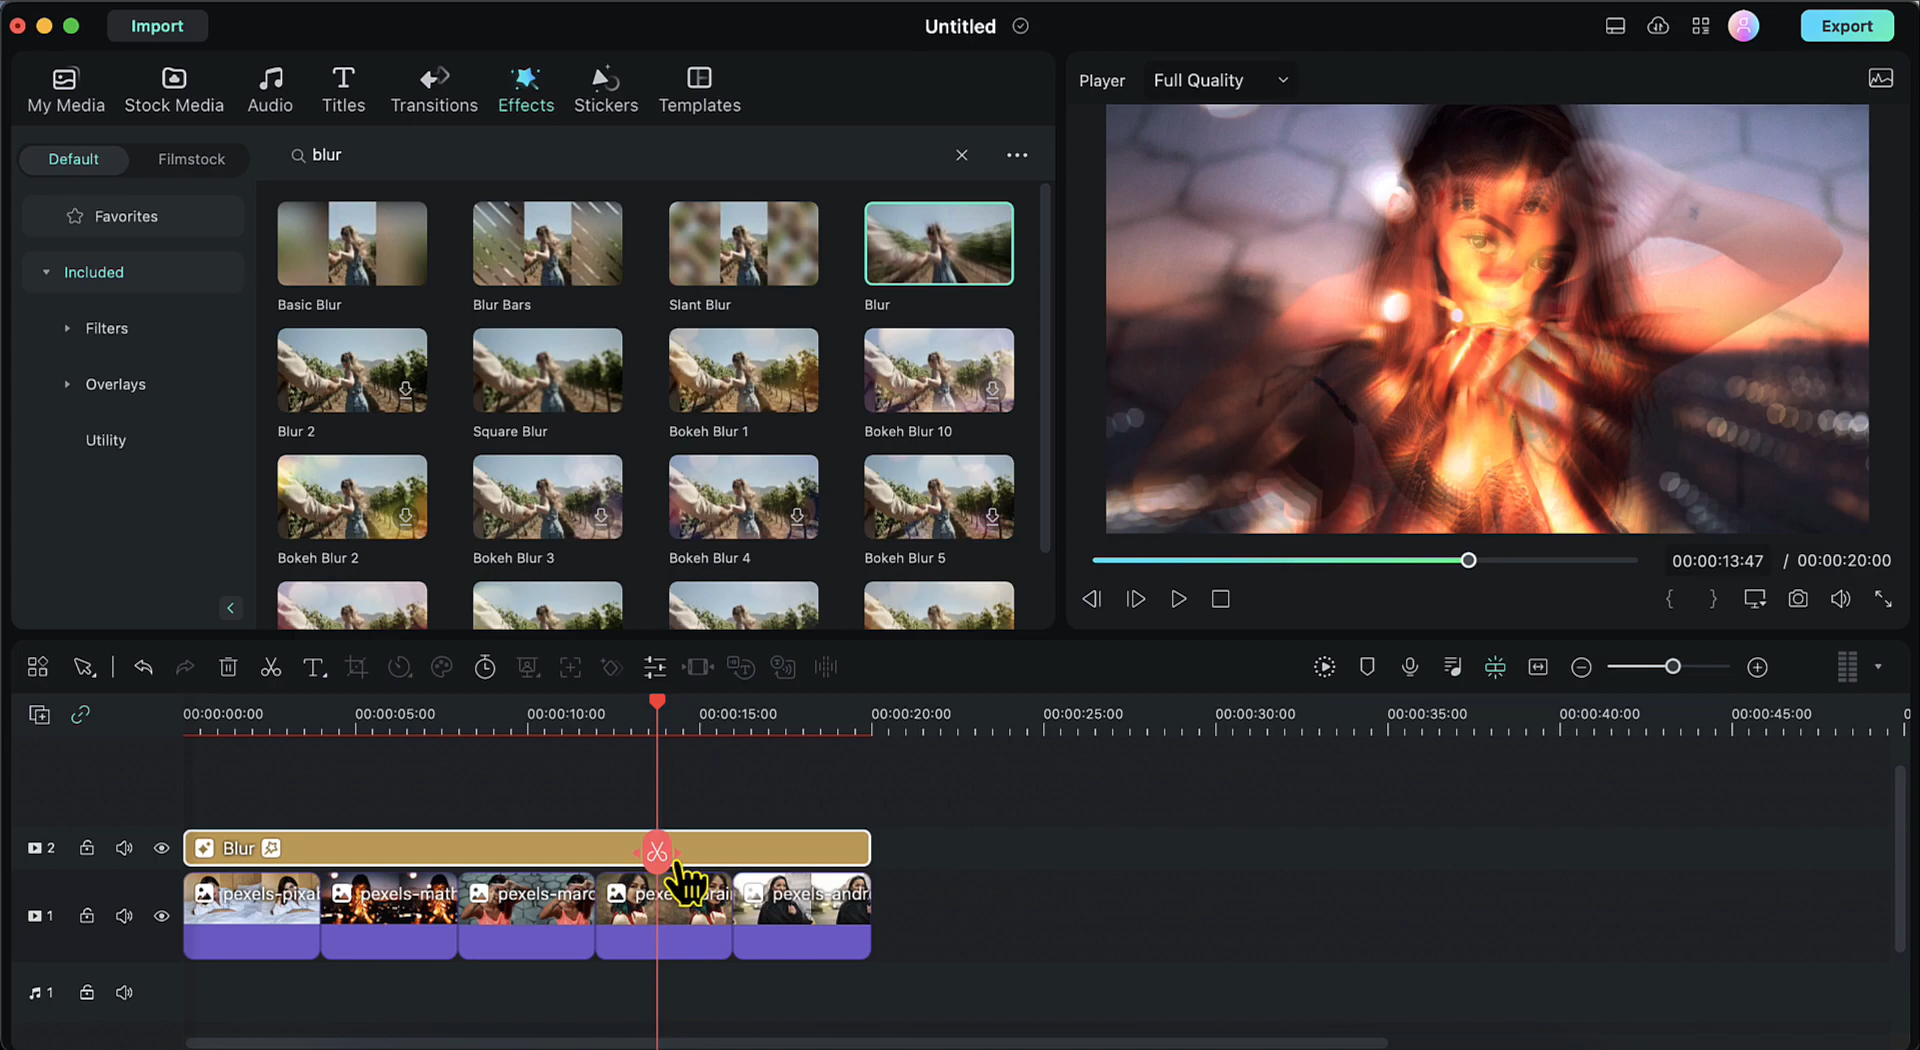 Import
Untitled
Export
My Media
Stock Media
Audio
Titles
Transitions
Effects
Stickers
Templates
Player
Full Quality
Default
Filmstock
blur
Favorites
Included
Filters
Overlays
Utility
Basic Blur
Blur Bars
Slant Blur
Blur
Blur 2
Square Blur
Bokeh Blur 1
Bokeh Blur 10
Bokeh Blur 2
Bokeh Blur 3
Bokeh Blur 4
Bokeh Blur 5
00:00:13:47 / 00:00:20:00
00:00:00:00
00:00:05:00
00:00:10:00
00:00:15:00
00:00:20:00
00:00:25:00
00:00:30:00
00:00:35:00
00:00:40:00
00:00:45:00
0
2
Blur
1
pexels-pixal
pexels-math
pexels-marc
pexe
pexels-andr
1